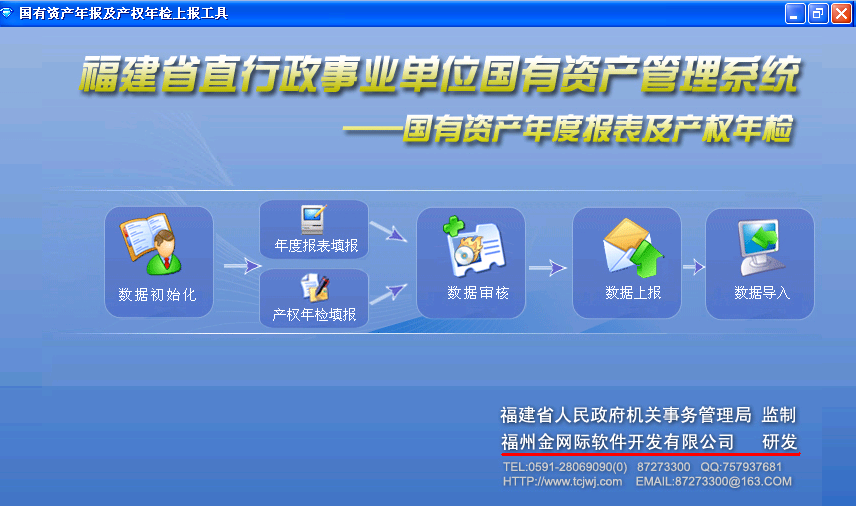 国有资产年报及产权年检上报工具
福建省直行政事业单位国有资产管理系统
——国有资产年度报表及产权年检
数据初始化
年度报表填报
产权年检填报
数据审核
数据上报
数据导入
福建省人民政府机关事务管理局 监制
福州金网际软件开发有限公司 研发
TEL:0591-28069090(0) 87273300 QQ:757937681
HTTP://www.tcjwj.com EMAIL:87273300@163.COM